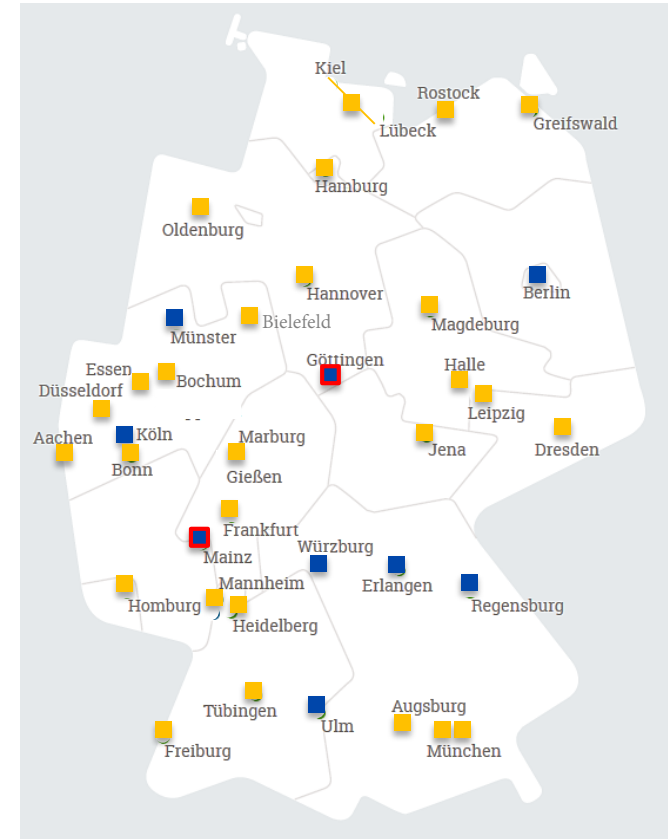 Kiel
Rostock
Lübeck
Greifswald
Hamburg
Oldenburg
Hannover
Berlin
Magdeburg
Bielefeld
Münster
Göttingen
Essen
Halle
Bochum
Düsseldorf
Leipzig
Köln
Marburg
Aachen
Jena
Dresden
Bonn
Gießen
Frankfurt
Würzburg
Mainz
Mannheim
Erlangen
Homburg
Regensburg
Heidelberg
Augsburg
Tübingen
Ulm
Freiburg
München